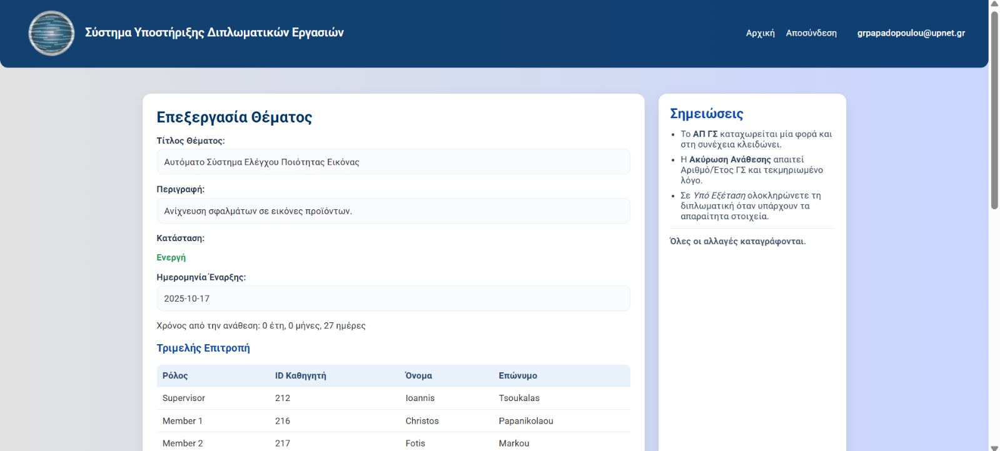 Σύστημα Υποστήριξης Διπλωματικών Εργασιών
Αρχική Αποσύνδεση grpapadopoulou@upnet.gr
Επεξεργασία Θέματος
Τίτλος Θέματος:
Αυτόματο Σύστημα Ελέγχου Ποιότητας Εικόνας
Περιγραφή:
Ανίχνευση σφαλμάτων σε εικόνες προϊόντων.
Κατάσταση:
Ενεργή
Ημερομηνία Έναρξης:
2025-10-17
Χρόνος από την ανάθεση: 0 έτη, 0 μήνες, 27 ημέρες
Τριμελής Επιτροπή
Ρόλος ID Καθηγητή Όνομα Επώνυμο
Supervisor 212 Ioannis Tsoukalas
Member 1 216 Christos Papanikolaou
Member 2 217 Fotis Markou
Σημειώσεις
• Το ΑΠ ΓΣ καταχωρείται μία φορά και
στη συνέχεια κλειδώνει.
• Η Ακύρωση Ανάθεσης απαιτεί
Αριθμό/Έτος ΓΣ και τεκμηριωμένο
λόγο.
• Σε Υπό Εξέταση ολοκληρώνετε τη
διπλωματική όταν υπάρχουν τα
απαραίτητα στοιχεία.
Όλες οι αλλαγές καταγράφονται.